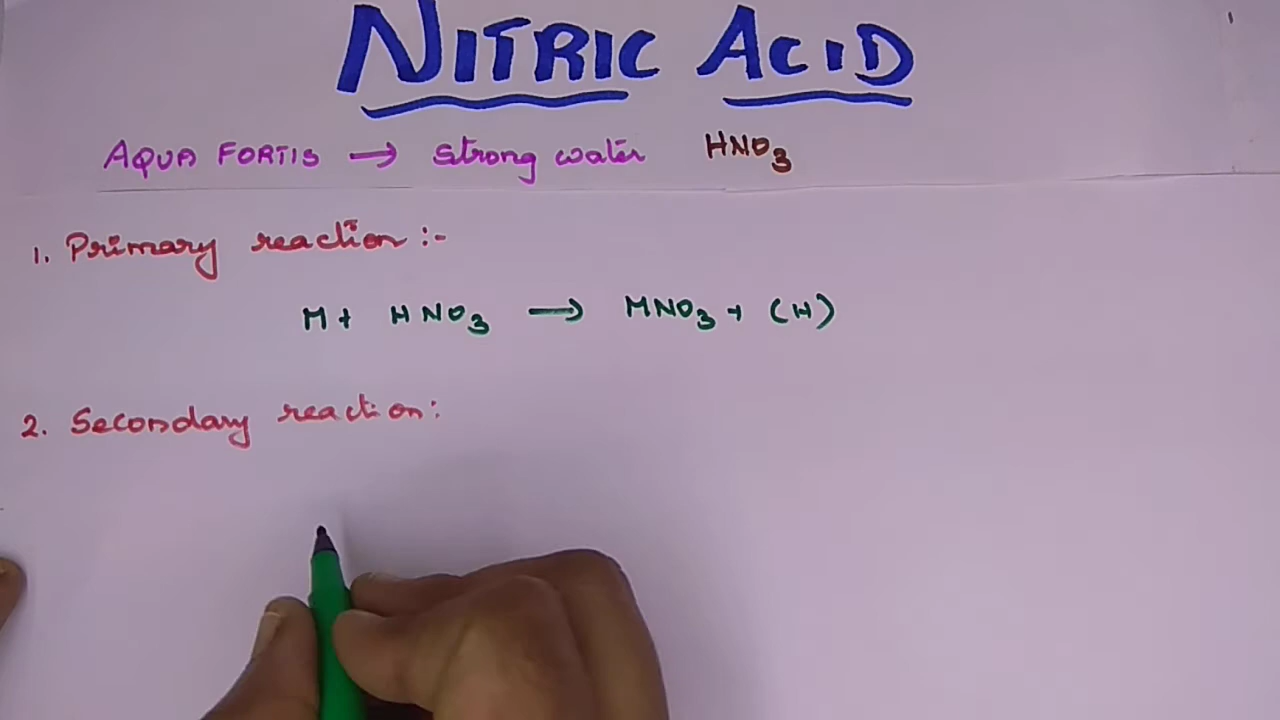 NITRIC ACID
AQUA FORTIS → strong water HNO₃
1. Primary reaction :-
M + HNO₃ → MNO₃ + (H)
2. Secondary reaction: